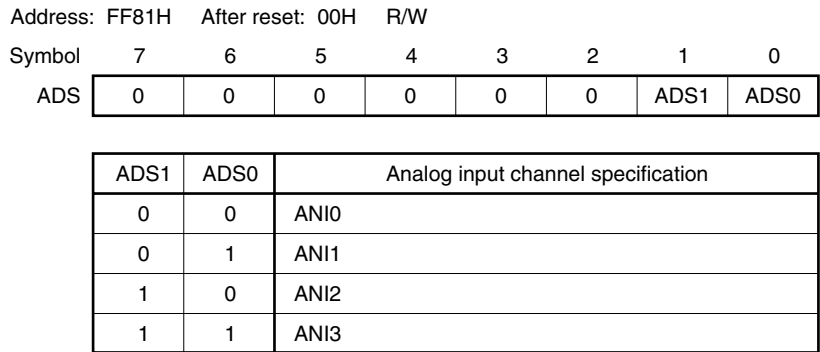 Address: FF81H After reset: 00H R/W
Symbol 7 6 5 4 3 2 1 0
ADS 0 0 0 0 0 0 ADS1 ADS0
ADS1 ADS0 Analog input channel specification
0 0 ANI0
0 1 ANI1
1 0 ANI2
1 1 ANI3